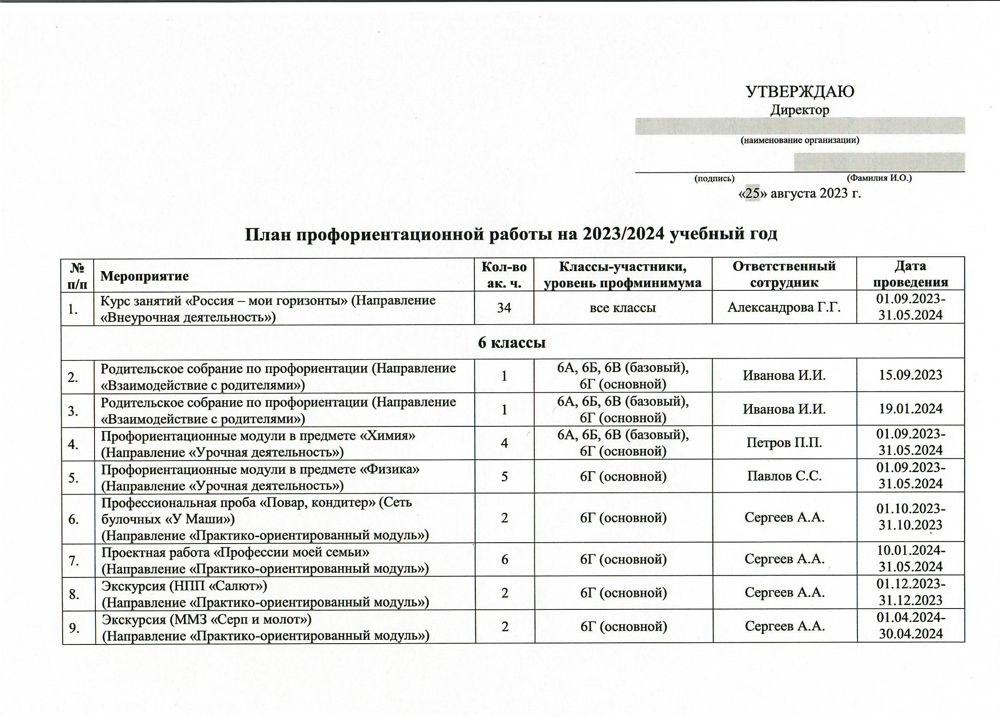 УТВЕРЖДАЮ
Директор
(наименование организации)
(подпись) (Фамилия И.О.)
«25» августа 2023 г.
План профориентационной работы на 2023/2024 учебный год
№ п/п
Мероприятие
Кол-во
ак. ч.
Классы-участники,
уровень профминимума
Ответственный
сотрудник
Дата
проведения
1.
Курс занятий «Россия – мои горизонты» (Направление
«Внеурочная деятельность»)
34
все классы
Александрова Г.Г.
01.09.2023-
31.05.2024
6 классы
2.
Родительское собрание по профориентации (Направление
«Взаимодействие с родителями»)
1
6А, 6Б, 6В (базовый),
6Г (основной)
Иванова И.И.
15.09.2023
3.
Родительское собрание по профориентации (Направление
«Взаимодействие с родителями»)
1
6А, 6Б, 6В (базовый),
6Г (основной)
Иванова И.И.
19.01.2024
4.
Профориентационные модули в предмете «Химия»
(Направление «Урочная деятельность»)
4
6А, 6Б, 6В (базовый),
6Г (основной)
Петров П.П.
01.09.2023-
31.05.2024
5.
Профориентационные модули в предмете «Физика»
(Направление «Урочная деятельность»)
5
6Г (основной)
Павлов С.С.
01.09.2023-
31.05.2024
6.
Профессиональная проба «Повар, кондитер» (Сеть
булочных «У Маши»)
(Направление «Практико-ориентированный модуль»)
2
6Г (основной)
Сергеев А.А.
01.10.2023-
31.10.2023
7.
Проектная работа «Профессии моей семьи»
(Направление «Практико-ориентированный модуль»)
6
6Г (основной)
Сергеев А.А.
10.01.2024-
31.05.2024
8.
Экскурсия (НПП «Салют»)
(Направление «Практико-ориентированный модуль»)
2
6Г (основной)
Сергеев А.А.
01.12.2023-
31.12.2023
9.
Экскурсия (ММЗ «Серп и молот»)
(Направление «Практико-ориентированный модуль»)
2
6Г (основной)
Сергеев А.А.
01.04.2024-
30.04.2024